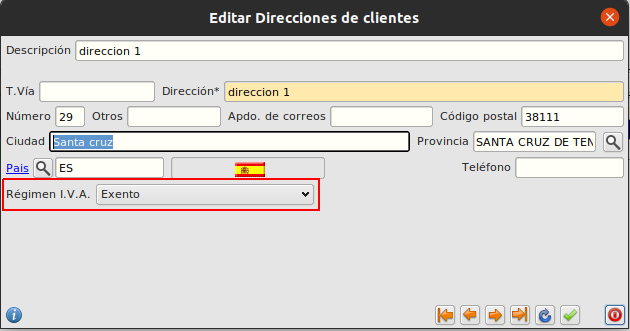 Editar Direcciones de clientes
Descripción direccion 1
T.Vía Dirección* direccion 1
Número 29 Otros Apdo. de correos Código postal 38111
Ciudad Santa cruz Provincia SANTA CRUZ DE TEN
Pais ES Teléfono
Régimen I.V.A. Exento